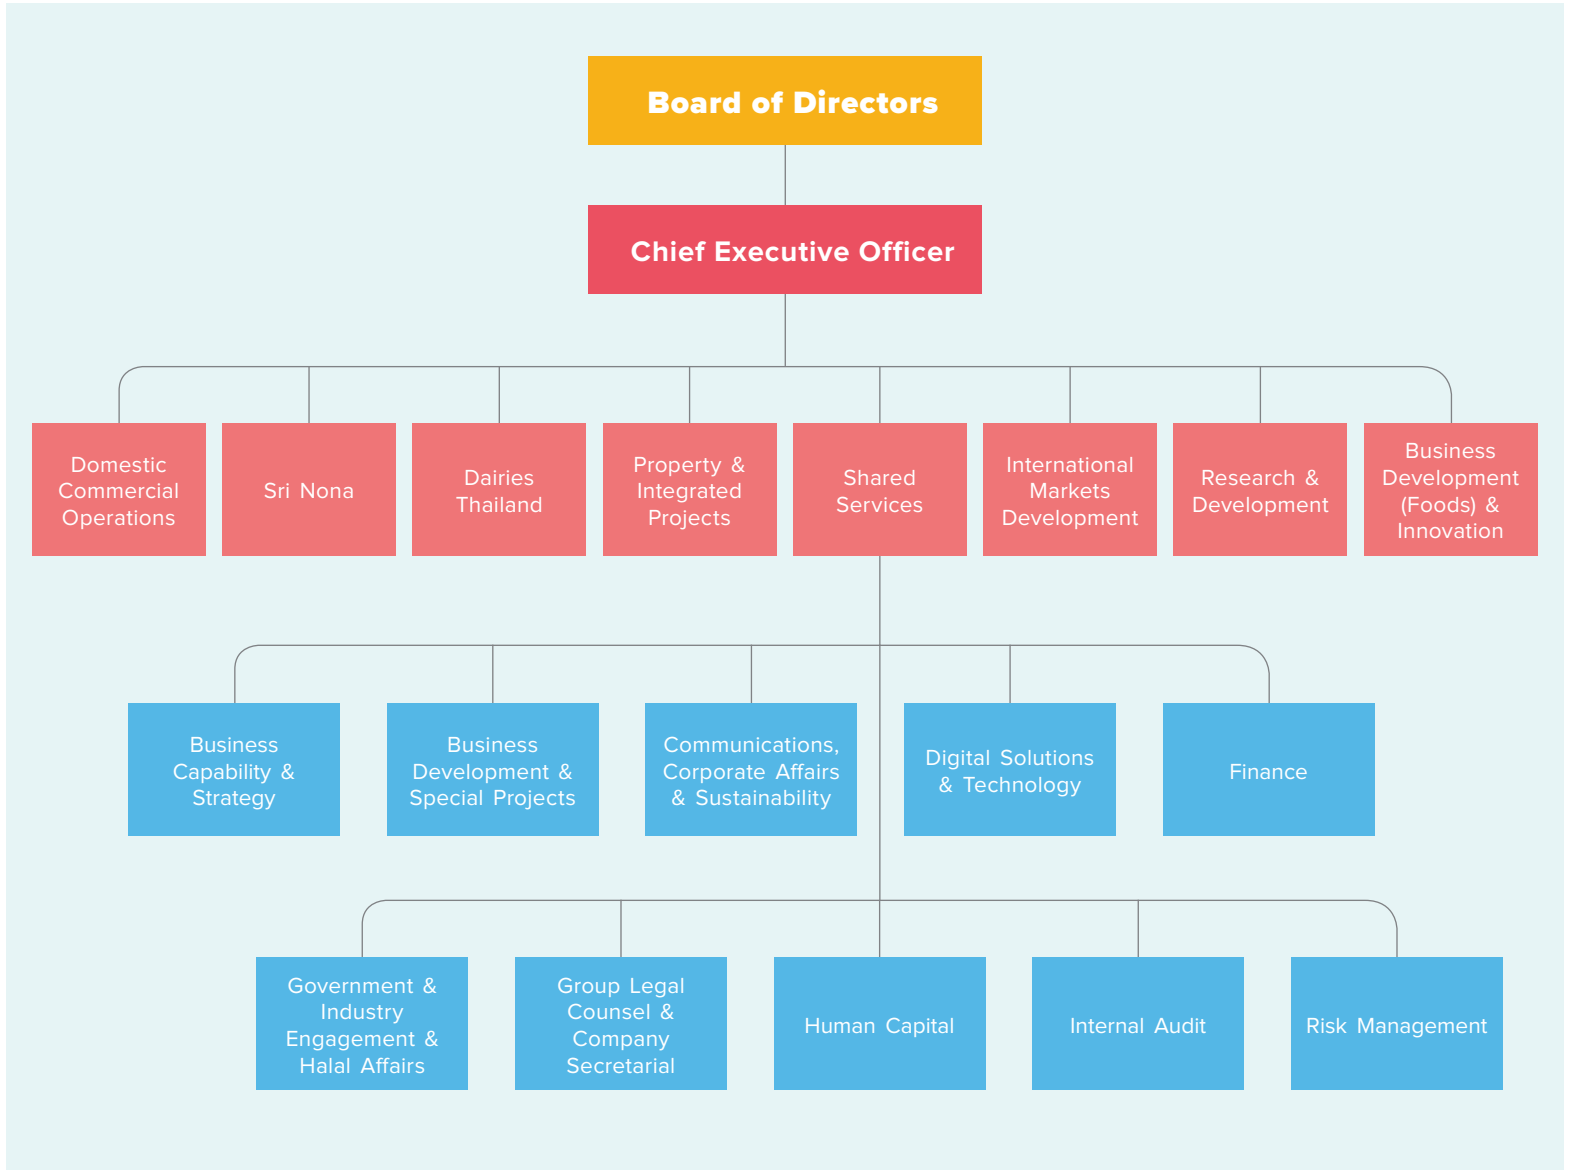 Board of Directors
Chief Executive Officer
Domestic
Commercial
Operations
Sri Nona
Dairies
Thailand
Property &
Integrated
Projects
Shared
Services
International
Markets
Development
Research &
Development
Business
Development
(Foods) &
Innovation
Business
Capability &
Strategy
Business
Development &
Special Projects
Communications,
Corporate Affairs
& Sustainability
Digital Solutions
& Technology
Finance
Government &
Industry
Engagement &
Halal Affairs
Group Legal
Counsel &
Company
Secretarial
Human Capital
Internal Audit
Risk Management